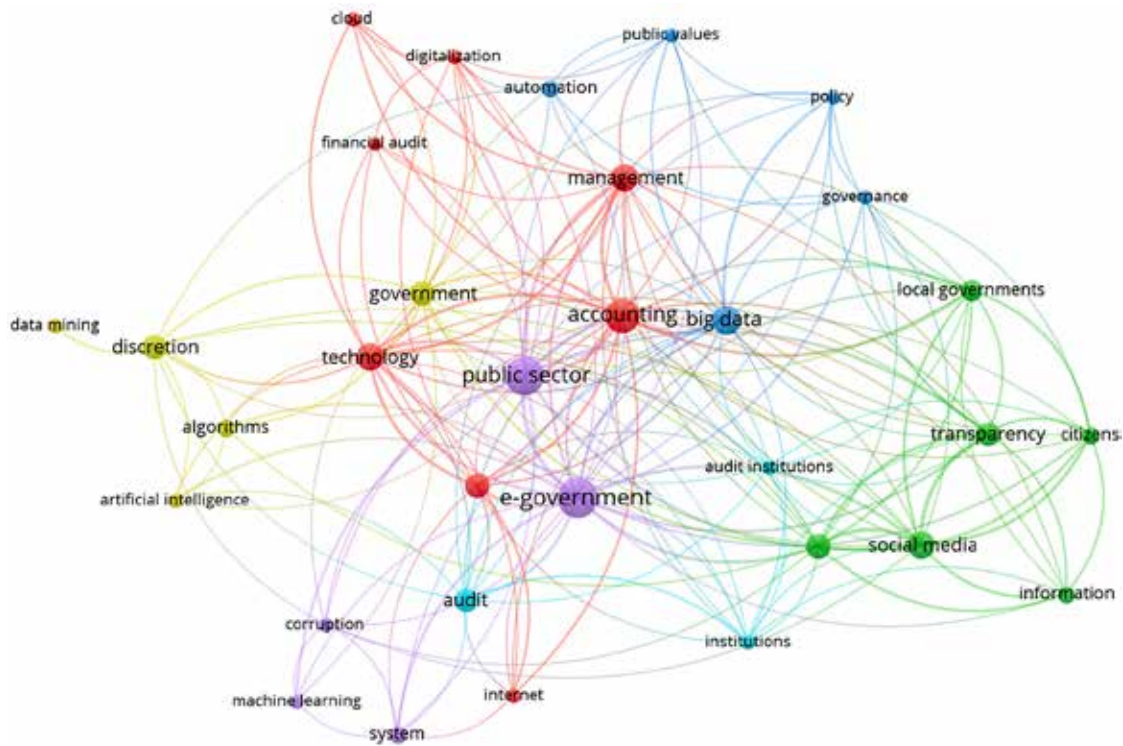 cloud
public values
digitalization
automation
policy
financial audit
management
governance
government
local governments
accounting
big data
data mining
discretion
technology
public sector
algorithms
transparency
citizens
audit institutions
artificial intelligence
e-government
social media
audit
information
corruption
institutions
machine learning
internet
system